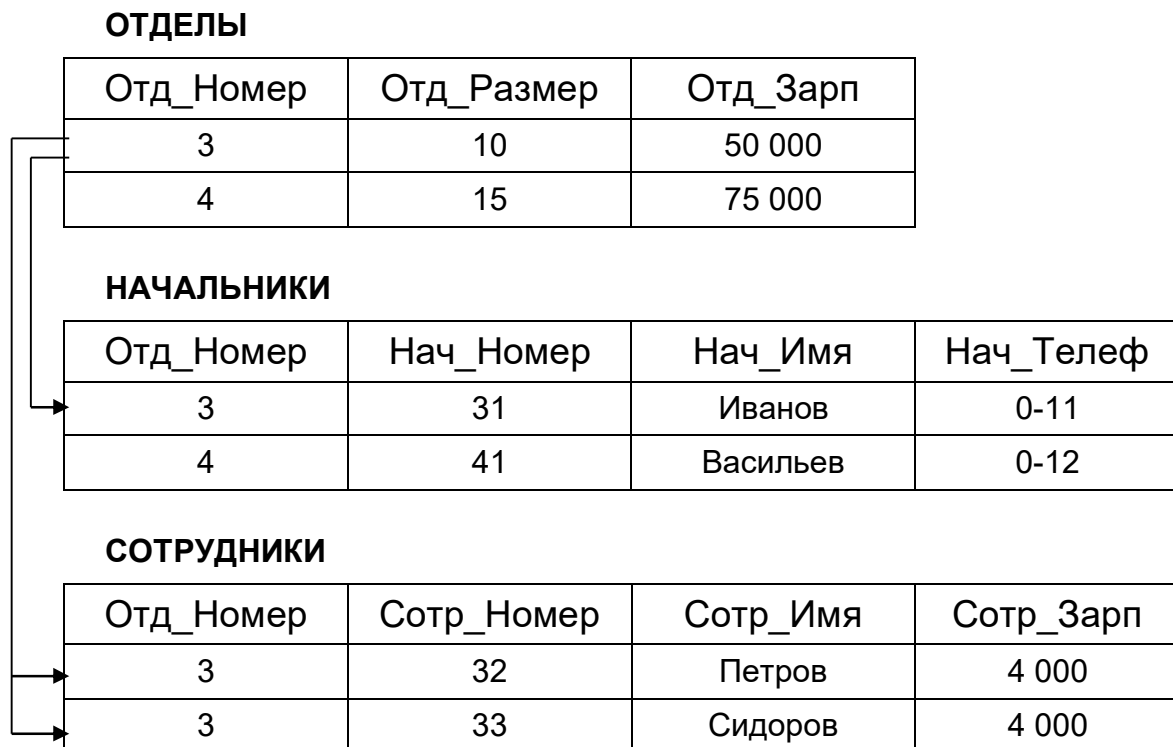 ОТДЕЛЫ
Отд_Номер Отд_Размер Отд_Зарп
3 10 50 000
4 15 75 000
НАЧАЛЬНИКИ
Отд_Номер Нач_Номер Нач_Имя Нач_Телеф
3 31 Иванов 0-11
4 41 Васильев 0-12
СОТРУДНИКИ
Отд_Номер Сотр_Номер Сотр_Имя Сотр_Зарп
3 32 Петров 4 000
3 33 Сидоров 4 000